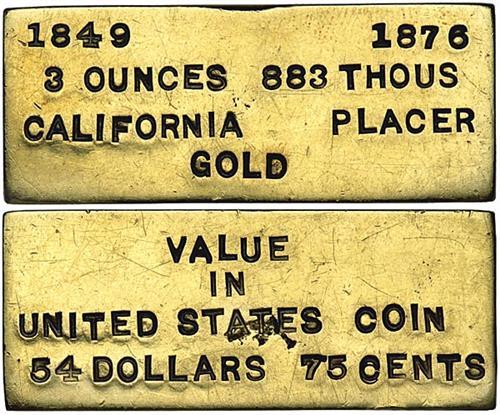 1849 1876
3 OUNCES 883 THOUS
CALIFORNIA PLACER
GOLD
VALUE
IN
UNITED STATES COIN
54 DOLLARS 75 CENTS